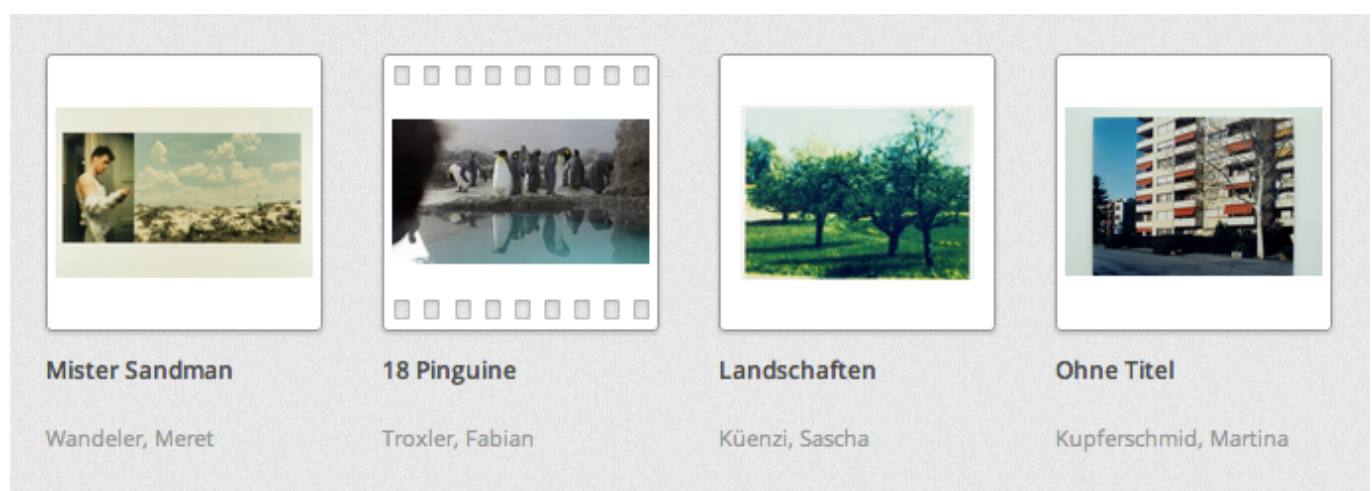 Mister Sandman
Wandeler, Meret
18 Pinguine
Troxler, Fabian
Landschaften
Küenzi, Sascha
Ohne Titel
Kupferschmid, Martina